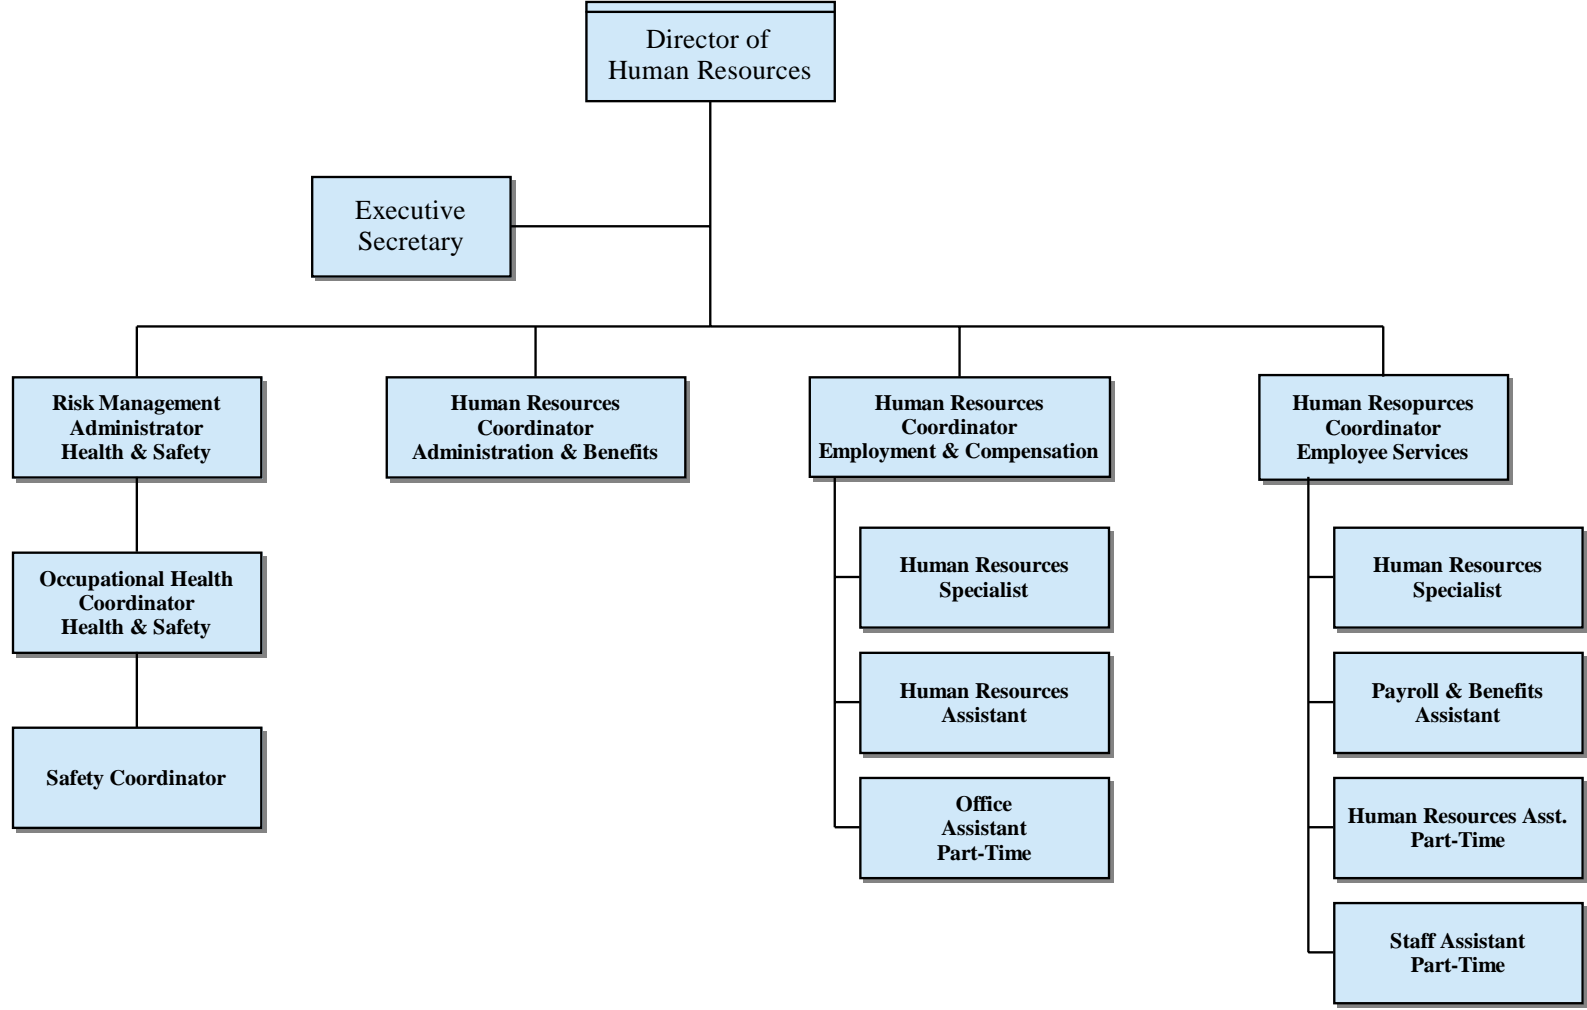 Director of
Human Resources
Executive
Secretary
Risk Management
Administrator
Health & Safety
Human Resources
Coordinator
Administration & Benefits
Human Resources
Coordinator
Employment & Compensation
Human Resopurces
Coordinator
Employee Services
Occupational Health
Coordinator
Health & Safety
Safety Coordinator
Human Resources
Specialist
Human Resources
Assistant
Office
Assistant
Part-Time
Human Resources
Specialist
Payroll & Benefits
Assistant
Human Resources Asst.
Part-Time
Staff Assistant
Part-Time